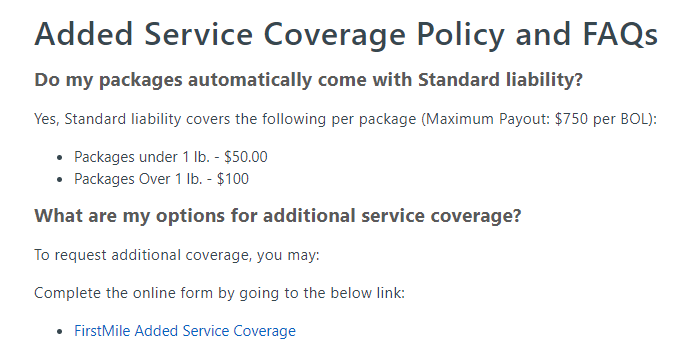 Added Service Coverage Policy and FAQs
Do my packages automatically come with Standard liability?
Yes, Standard liability covers the following per package (Maximum Payout: $750 per BOL):
• Packages under 1 lb. - $50.00
• Packages Over 1 lb. - $100
What are my options for additional service coverage?
To request additional coverage, you may:
Complete the online form by going to the below link:
• FirstMile Added Service Coverage